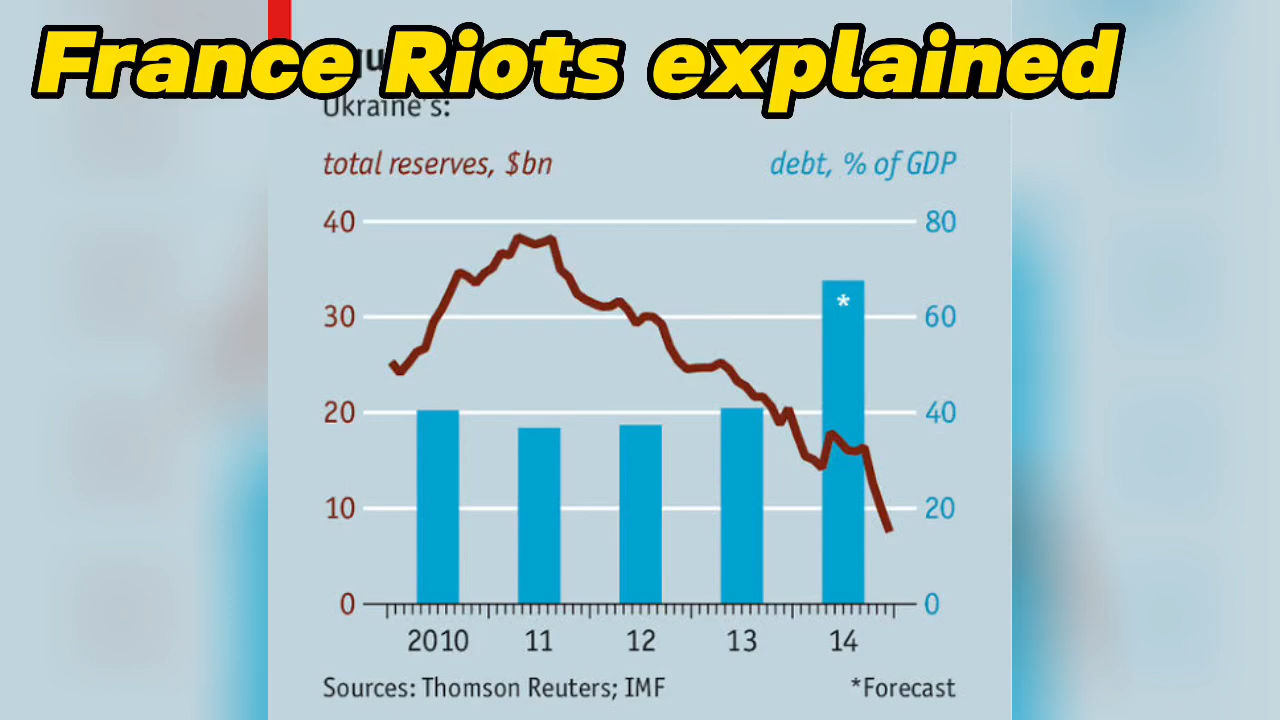 France Riots explained
Ukraine's:
total reserves, $bn
debt, % of GDP
40
80
30
60
20
40
10
20
0
0
2010 11 12 13 14
*
Sources: Thomson Reuters; IMF
*Forecast